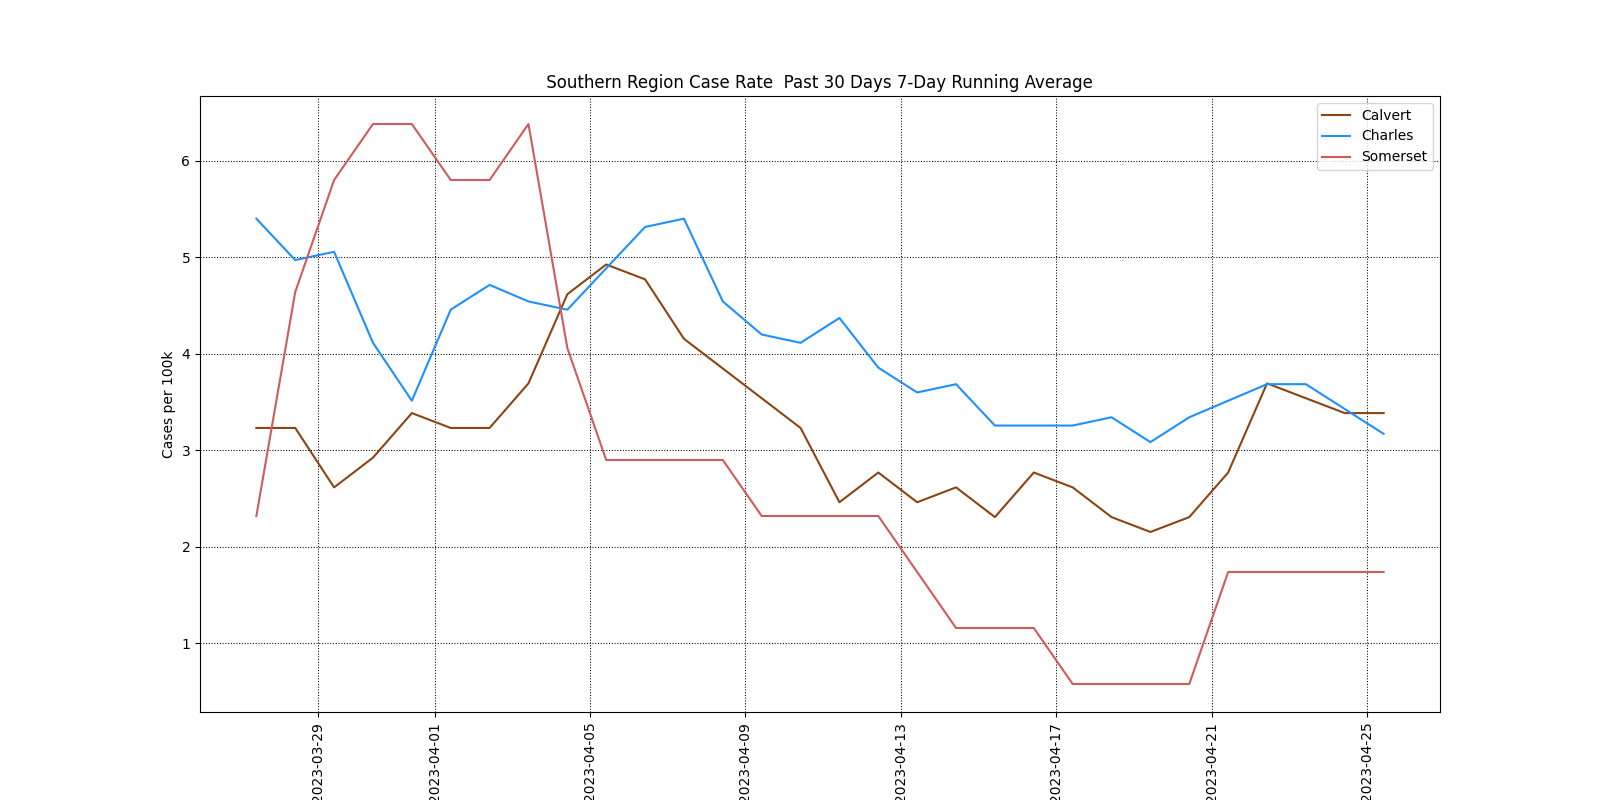 Southern Region Case Rate  Past 30 Days 7-Day Running Average
Calvert
Charles
Somerset
Cases per 100k
6
5
4
3
2
1
2023-03-29
2023-04-01
2023-04-05
2023-04-09
2023-04-13
2023-04-17
2023-04-21
2023-04-25